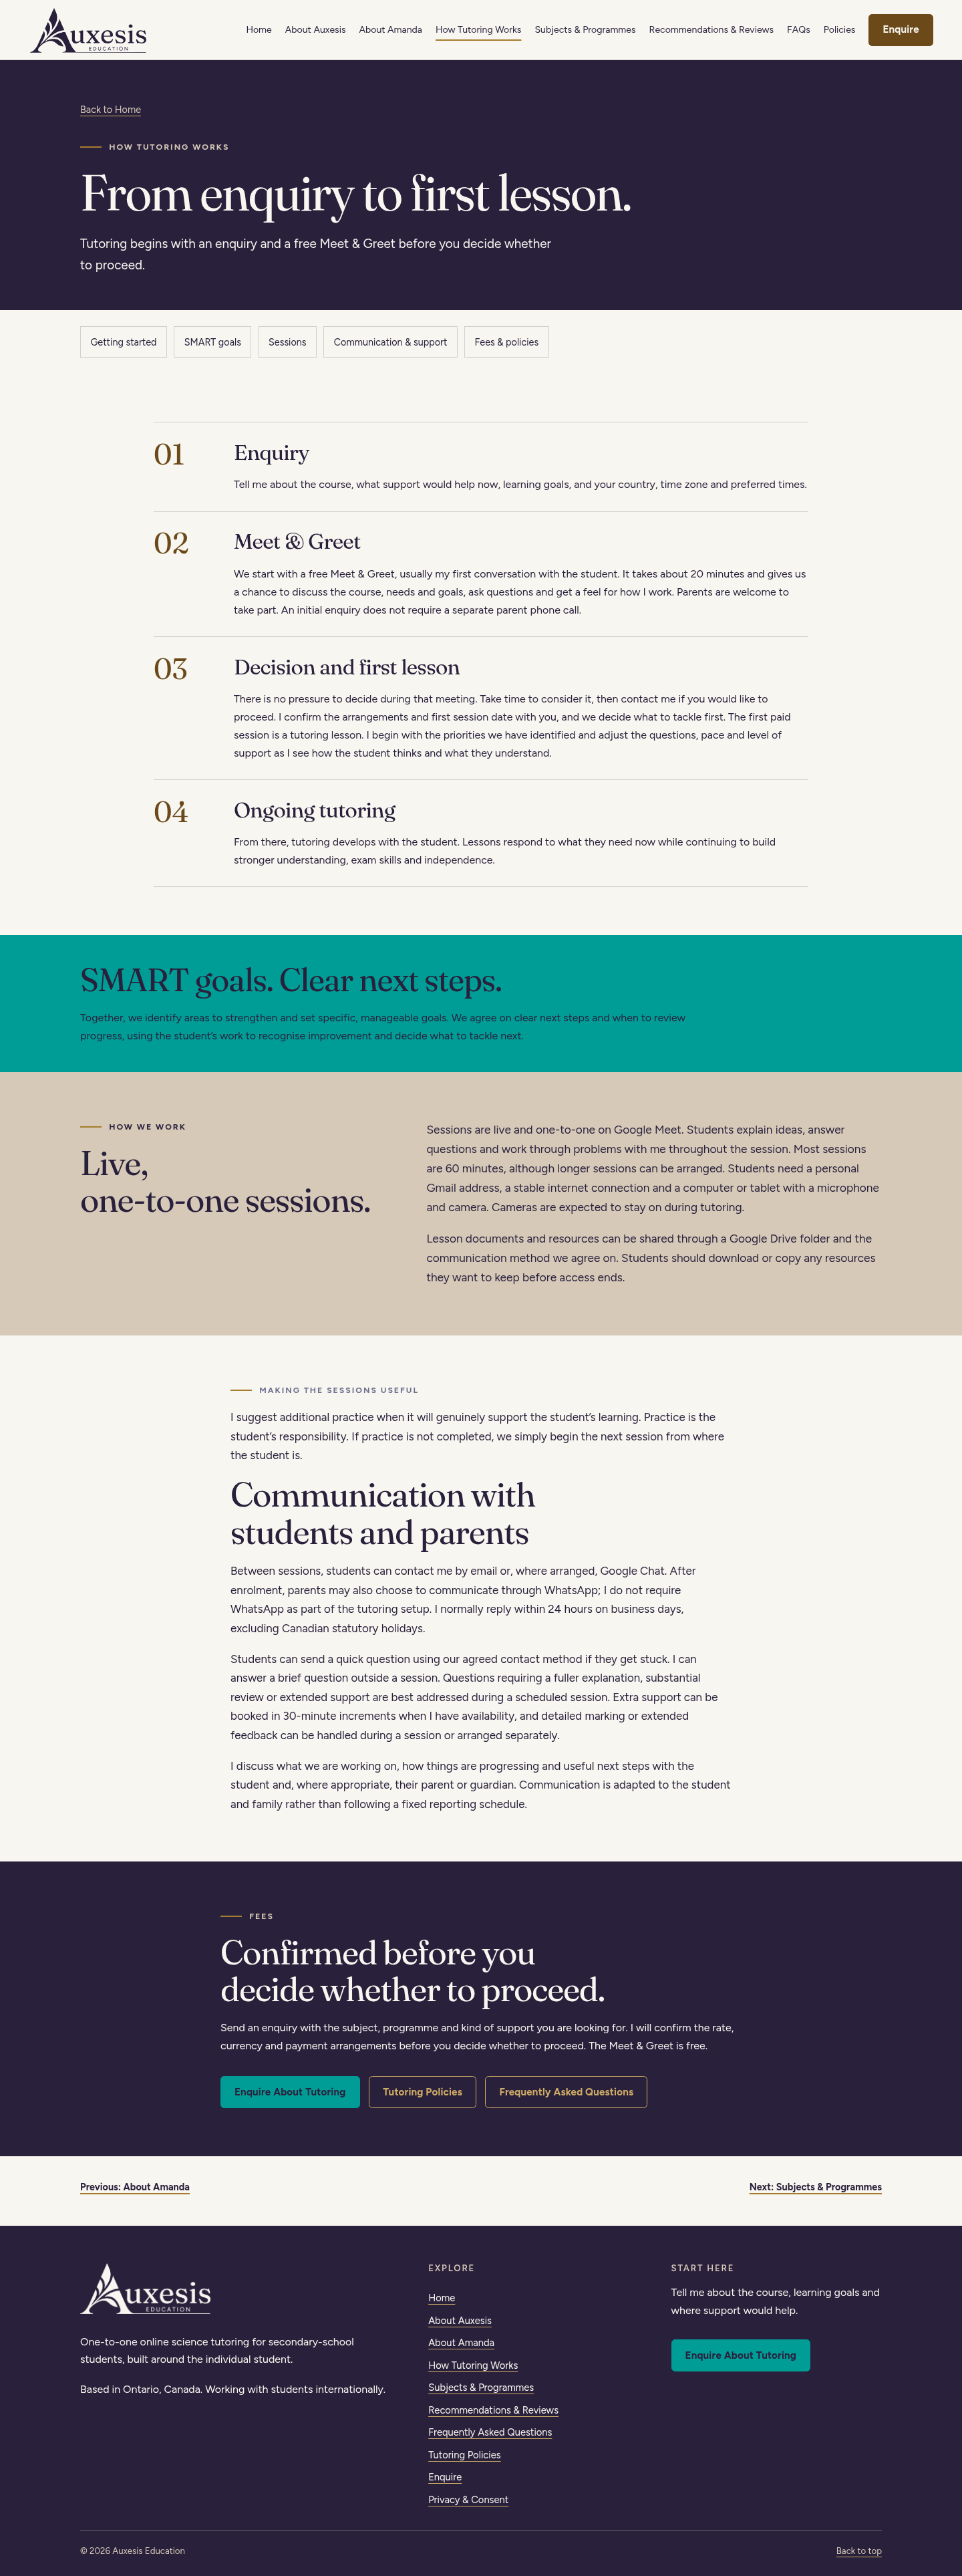 Auxesis
EDUCATION
Home
About Auxesis
About Amanda
How Tutoring Works
Subjects & Programmes
Recommendations & Reviews
FAQs
Policies
Enquire
Back to Home
HOW TUTORING WORKS
From enquiry to first lesson.
Tutoring begins with an enquiry and a free Meet & Greet before you decide whether
to proceed.
Getting started
SMART goals
Sessions
Communication & support
Fees & policies
01
Enquiry
Tell me about the course, what support would help now, learning goals, and your country, time zone and preferred times.
02
Meet & Greet
We start with a free Meet & Greet, usually my first conversation with the student. It takes about 20 minutes and gives us
a chance to discuss the course, needs and goals, ask questions and get a feel for how I work. Parents are welcome to
take part. An initial enquiry does not require a separate parent phone call.
03
Decision and first lesson
There is no pressure to decide during that meeting. Take time to consider it, then contact me if you would like to
proceed. I confirm the arrangements and first session date with you, and we decide what to tackle first. The first paid
session is a tutoring lesson. I begin with the priorities we have identified and adjust the questions, pace and level of
support as I see how the student thinks and what they understand.
04
Ongoing tutoring
From there, tutoring develops with the student. Lessons respond to what they need now while continuing to build
stronger understanding, exam skills and independence.
SMART goals. Clear next steps.
Together, we identify areas to strengthen and set specific, manageable goals. We agree on clear next steps and when to review
progress, using the student's work to recognise improvement and decide what to tackle next.
HOW WE WORK
Live,
one-to-one sessions.
Sessions are live and one-to-one on Google Meet. Students explain ideas, answer
questions and work through problems with me throughout the session. Most sessions
are 60 minutes, although longer sessions can be arranged. Students need a personal
Gmail address, a stable internet connection and a computer or tablet with a microphone
and camera. Cameras are expected to stay on during tutoring.
Lesson documents and resources can be shared through a Google Drive folder and the
communication method we agree on. Students should download or copy any resources
they want to keep before access ends.
MAKING THE SESSIONS USEFUL
I suggest additional practice when it will genuinely support the student's learning. Practice is the
student's responsibility. If practice is not completed, we simply begin the next session from where
the student is.
Communication with
students and parents
Between sessions, students can contact me by email or, where arranged, Google Chat. After
enrolment, parents may also choose to communicate through WhatsApp; I do not require
WhatsApp as part of the tutoring setup. I normally reply within 24 hours on business days,
excluding Canadian statutory holidays.
Students can send a quick question using our agreed contact method if they get stuck. I can
answer a brief question outside a session. Questions requiring a fuller explanation, substantial
review or extended support are best addressed during a scheduled session. Extra support can be
booked in 30-minute increments when I have availability, and detailed marking or extended
feedback can be handled during a session or arranged separately.
I discuss what we are working on, how things are progressing and useful next steps with the
student and, where appropriate, their parent or guardian. Communication is adapted to the student
and family rather than following a fixed reporting schedule.
FEES
Confirmed before you
decide whether to proceed.
Send an enquiry with the subject, programme and kind of support you are looking for. I will confirm the rate,
currency and payment arrangements before you decide whether to proceed. The Meet & Greet is free.
Enquire About Tutoring
Tutoring Policies
Frequently Asked Questions
Previous: About Amanda
Next: Subjects & Programmes
Auxesis
EDUCATION
One-to-one online science tutoring for secondary-school
students, built around the individual student.
Based in Ontario, Canada. Working with students internationally.
EXPLORE
Home
About Auxesis
About Amanda
How Tutoring Works
Subjects & Programmes
Recommendations & Reviews
Frequently Asked Questions
Tutoring Policies
Enquire
Privacy & Consent
START HERE
Tell me about the course, learning goals and
where support would help.
Enquire About Tutoring
© 2026 Auxesis Education
Back to top